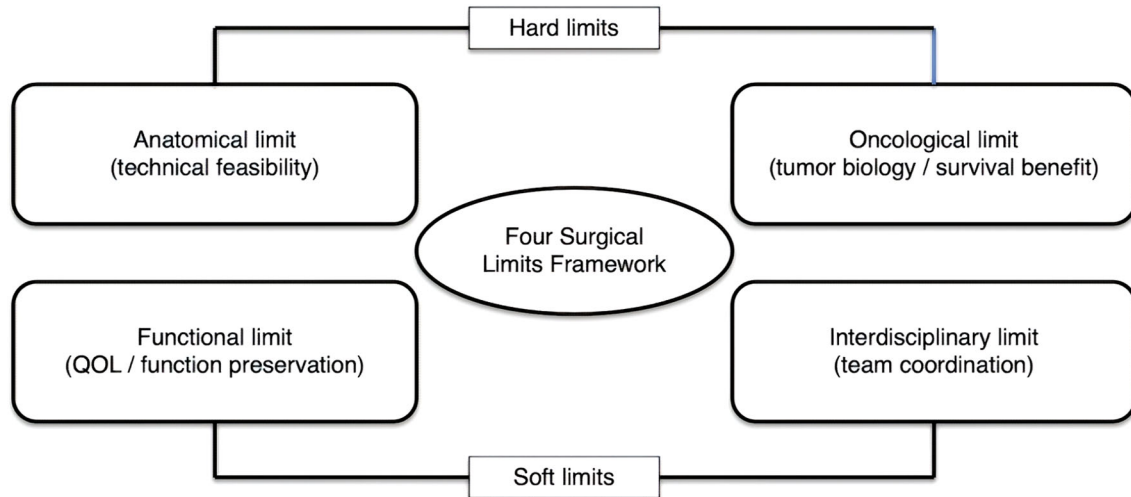 Hard limits
Anatomical limit
(technical feasibility)
Oncological limit
(tumor biology / survival benefit)
Four Surgical
Limits Framework
Functional limit
(QOL / function preservation)
Interdisciplinary limit
(team coordination)
Soft limits